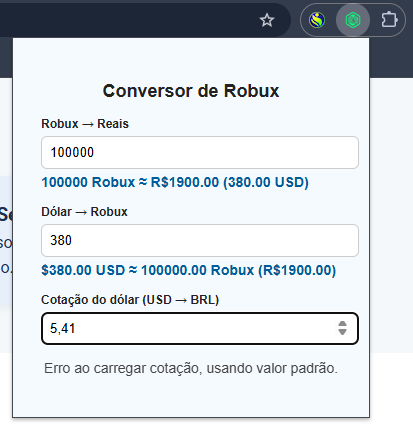 Conversor de Robux
Robux → Reais
100000
100000 Robux ≈ R$1900.00 (380.00 USD)
Dólar → Robux
380
$380.00 USD ≈ 100000.00 Robux (R$1900.00)
Cotação do dólar (USD → BRL)
5,41
Erro ao carregar cotação, usando valor padrão.